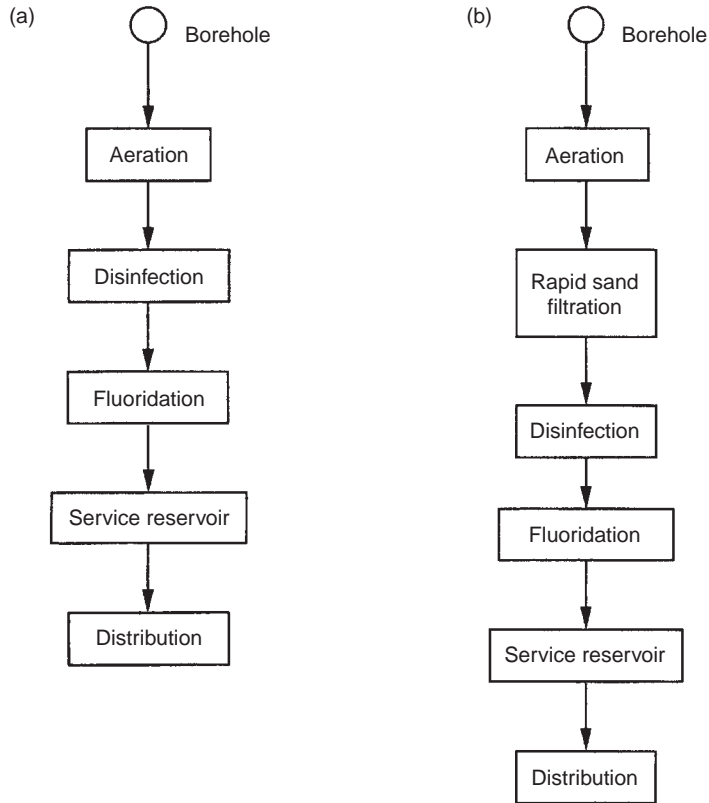 (a)
Borehole
Aeration
Disinfection
Fluoridation
Service reservoir
Distribution
(b)
Borehole
Aeration
Rapid sand
filtration
Disinfection
Fluoridation
Service reservoir
Distribution